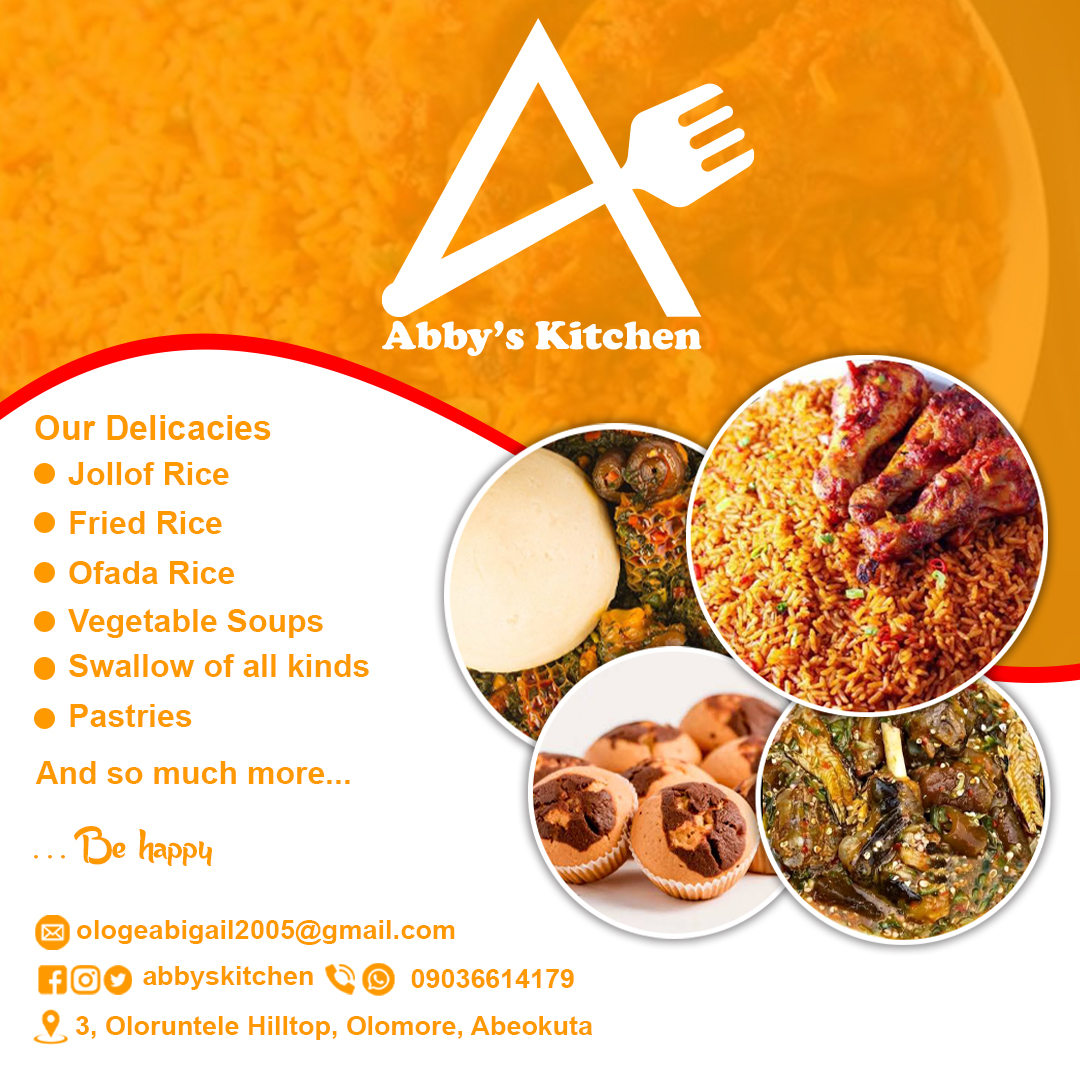 Abby's Kitchen
Our Delicacies
Jollof Rice
Fried Rice
Ofada Rice
Vegetable Soups
Swallow of all kinds
Pastries
And so much more...
... Be happy
ologeabigail2005@gmail.com
abbyskitchen 09036614179
3, Oloruntele Hilltop, Olomore, Abeokuta